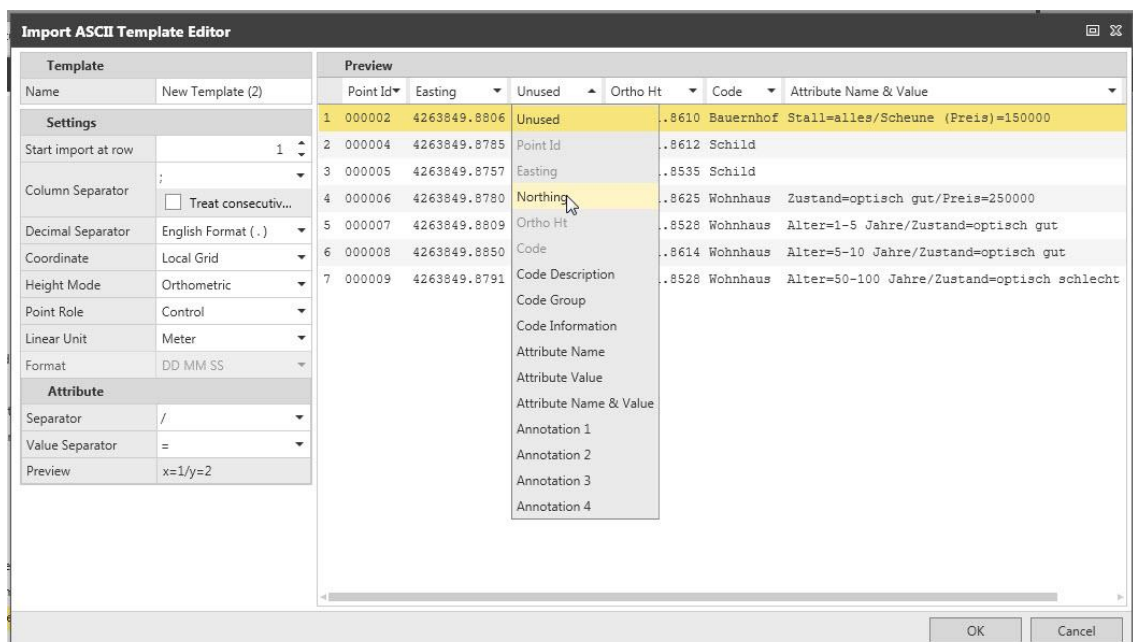 Import ASCII Template Editor
Template
Name New Template (2)
Settings
Start import at row 1
Column Separator ;
Treat consecutiv...
Decimal Separator English Format (.)
Coordinate Local Grid
Height Mode Orthometric
Point Role Control
Linear Unit Meter
Format DD MM SS
Attribute
Separator /
Value Separator =
Preview x=1/y=2
Preview
Point Id Easting Unused Ortho Ht Code Attribute Name & Value
1 000002 4263849.8806 .8610 Bauernhof Stall=alles/Scheune (Preis)=150000
2 000004 4263849.8785 .8612 Schild
3 000005 4263849.8757 .8535 Schild
4 000006 4263849.8780 .8625 Wohnhaus Zustand=optisch gut/Preis=250000
5 000007 4263849.8809 .8528 Wohnhaus Alter=1-5 Jahre/Zustand=optisch gut
6 000008 4263849.8850 .8614 Wohnhaus Alter=5-10 Jahre/Zustand=optisch gut
7 000009 4263849.8791 .8528 Wohnhaus Alter=50-100 Jahre/Zustand=optisch schlecht
Unused
Point Id
Easting
Northing
Ortho Ht
Code
Code Description
Code Group
Code Information
Attribute Name
Attribute Value
Attribute Name & Value
Annotation 1
Annotation 2
Annotation 3
Annotation 4
OK Cancel